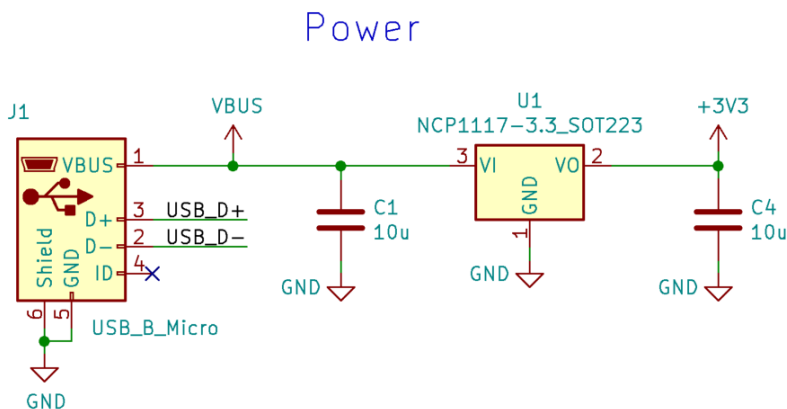 Power
J1
VBUS
U1
NCP1117-3.3_SOT223
+3V3
VBUS
1
3
VI
VO
2
D+
3
USB_D+
D-
2
USB_D-
ID
4
Shield
GND
6
5
USB_B_Micro
GND
C1
10u
GND
GND
1
GND
C4
10u
GND